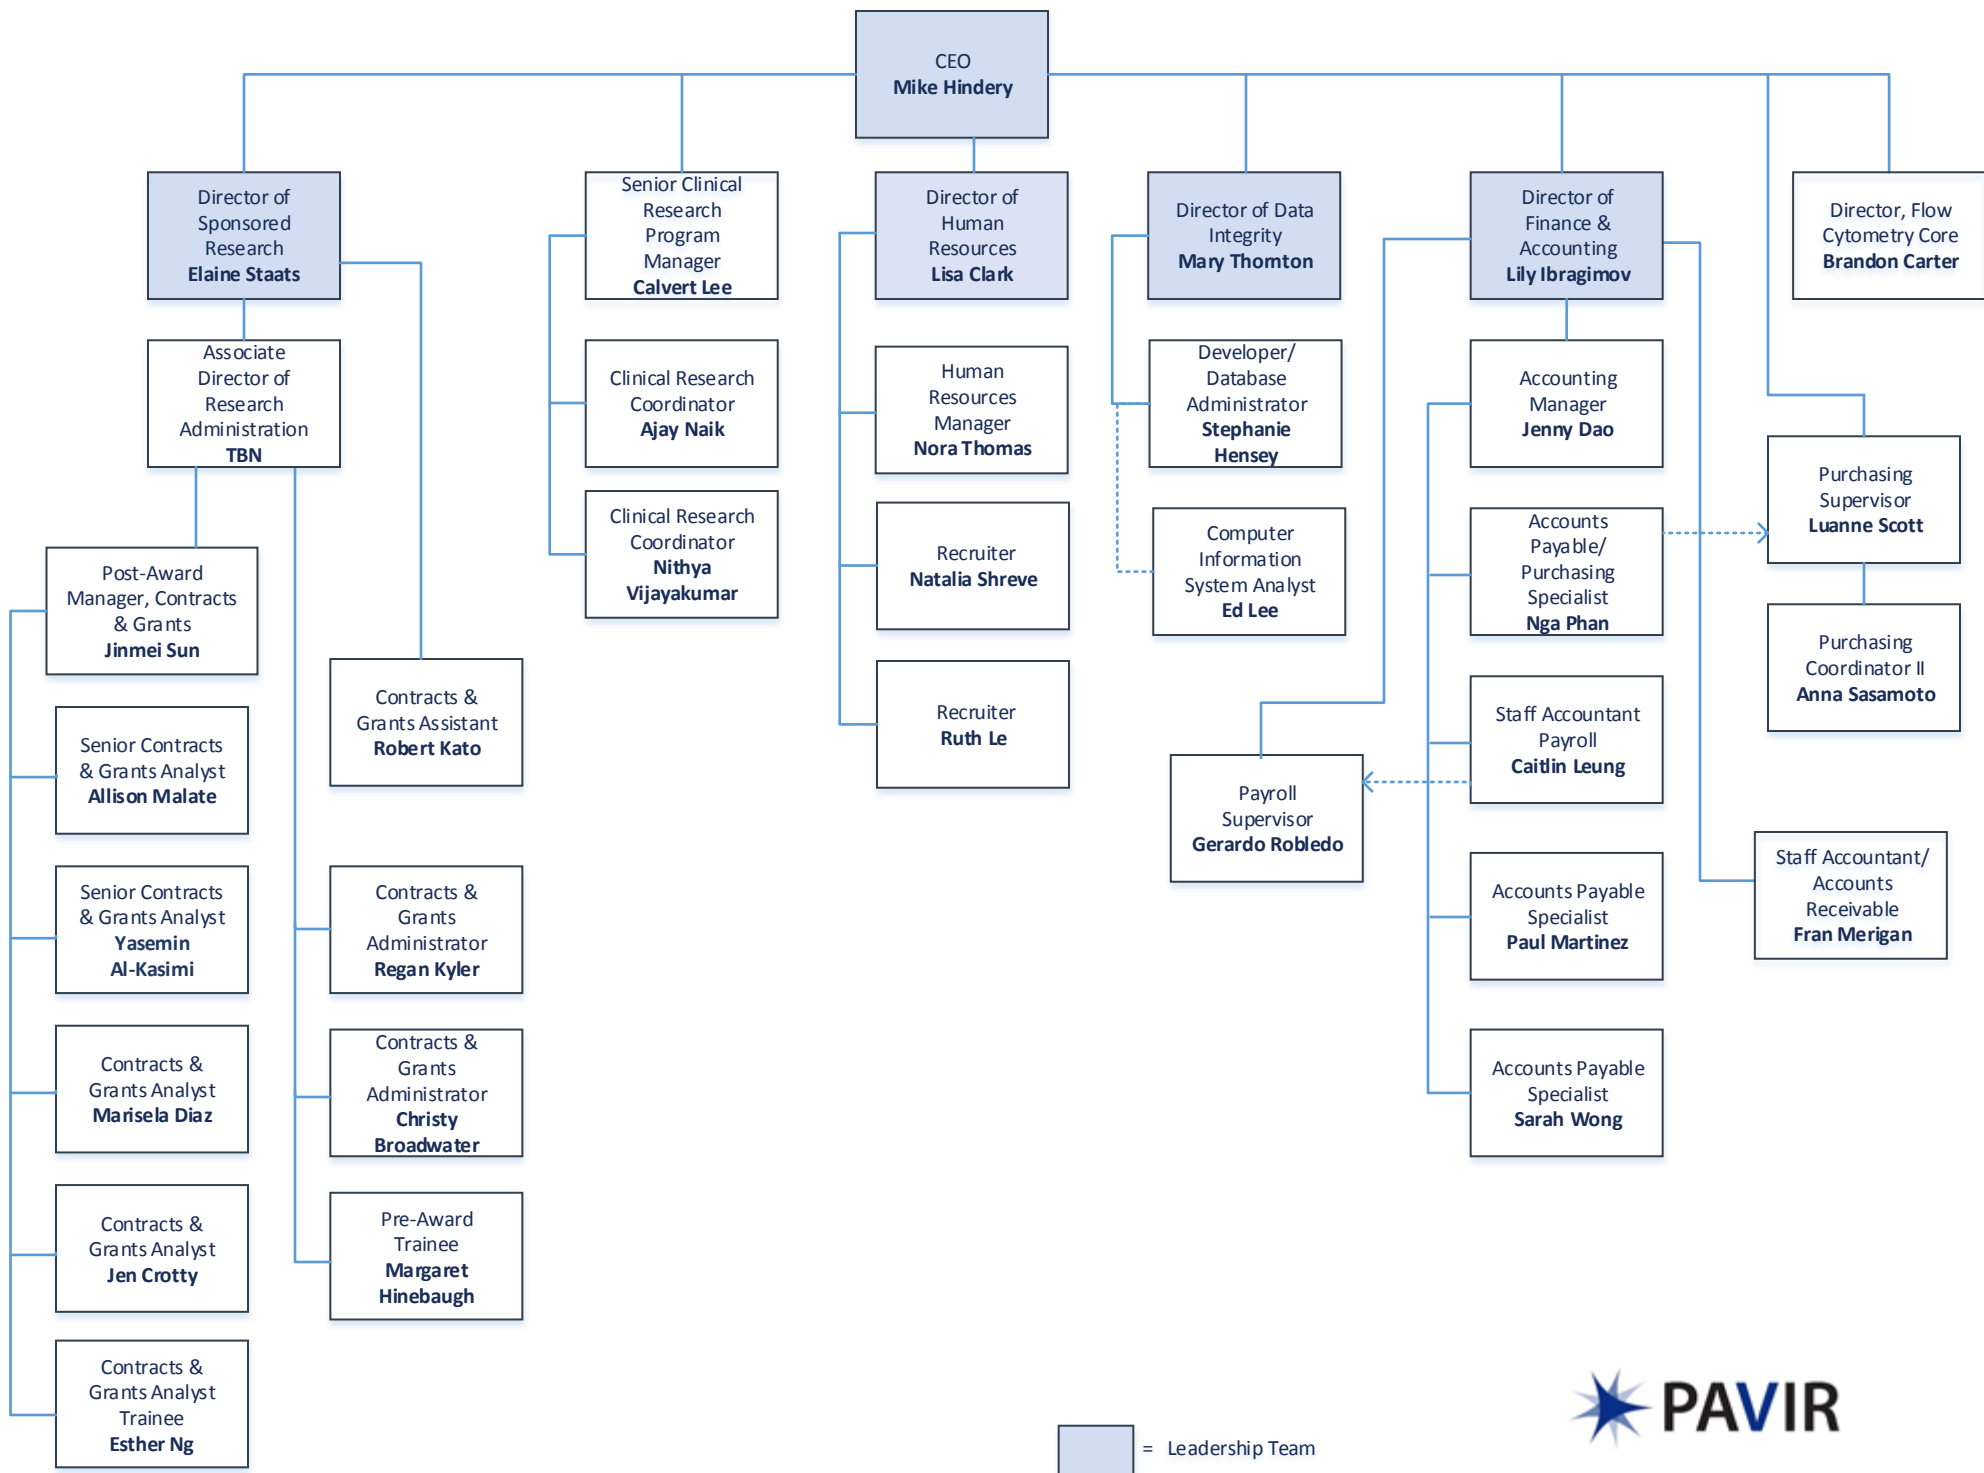 CEO
Mike Hindery
Director of
Sponsored
Research
Elaine Staats
Senior Clinical
Research
Program
Manager
Calvert Lee
Director of
Human
Resources
Lisa Clark
Director of Data
Integrity
Mary Thornton
Director of
Finance &
Accounting
Lily Ibragimov
Director, Flow
Cytometry Core
Brandon Carter
Associate
Director of
Research
Administration
TBN
Clinical Research
Coordinator
Ajay Naik
Human
Resources
Manager
Nora Thomas
Developer/
Database
Administrator
Stephanie
Hensey
Accounting
Manager
Jenny Dao
Purchasing
Supervisor
Luanne Scott
Clinical Research
Coordinator
Nithya
Vijayakumar
Recruiter
Natalia Shreve
Computer
Information
System Analyst
Ed Lee
Accounts
Payable/
Purchasing
Specialist
Nga Phan
Post-Award
Manager, Contracts
& Grants
Jinmei Sun
Contracts &
Grants Assistant
Robert Kato
Recruiter
Ruth Le
Purchasing
Coordinator II
Anna Sasamoto
Senior Contracts
& Grants Analyst
Allison Malate
Staff Accountant
Payroll
Caitlin Leung
Payroll
Supervisor
Gerardo Robledo
Senior Contracts
& Grants Analyst
Yasemin
Al-Kasimi
Contracts &
Grants
Administrator
Regan Kyler
Accounts Payable
Specialist
Paul Martinez
Staff Accountant/
Accounts
Receivable
Fran Merigan
Contracts &
Grants Analyst
Marisela Diaz
Contracts &
Grants
Administrator
Christy
Broadwater
Accounts Payable
Specialist
Sarah Wong
Contracts &
Grants Analyst
Jen Crotty
Pre-Award
Trainee
Margaret
Hinebaugh
Contracts &
Grants Analyst
Trainee
Esther Ng
= Leadership Team
PAVIR